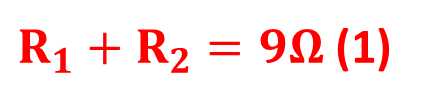 R₁ + R₂ = 9Ω (1)